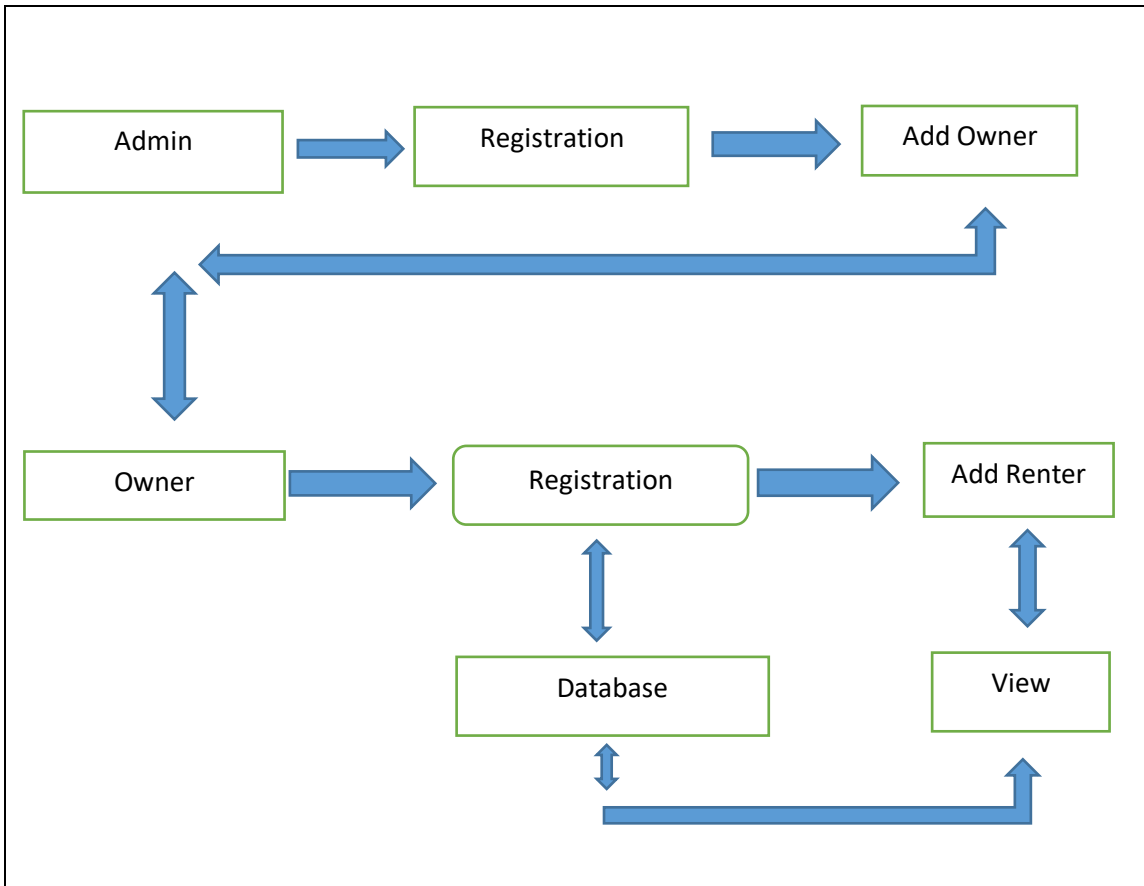 Admin
Registration
Add Owner
Owner
Registration
Add Renter
Database
View